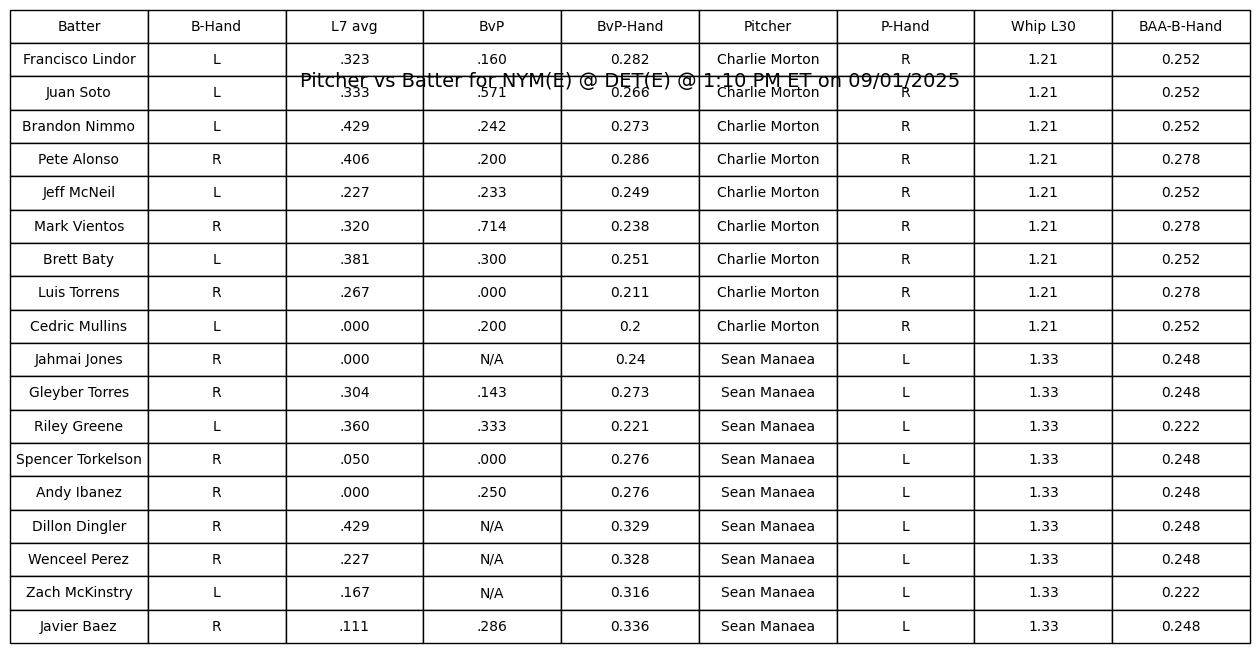 Batter B-Hand L7 avg BvP BvP-Hand Pitcher P-Hand Whip L30 BAA-B-Hand
Francisco Lindor L .323 .160 0.282 Charlie Morton R 1.21 0.252
Pitcher vs Batter for NYM(E) @ DET(E) @ 1:10 PM ET on 09/01/2025
Juan Soto L .333 .571 0.266 Charlie Morton R 1.21 0.252
Brandon Nimmo L .429 .242 0.273 Charlie Morton R 1.21 0.252
Pete Alonso R .406 .200 0.286 Charlie Morton R 1.21 0.278
Jeff McNeil L .227 .233 0.249 Charlie Morton R 1.21 0.252
Mark Vientos R .320 .714 0.238 Charlie Morton R 1.21 0.278
Brett Baty L .381 .300 0.251 Charlie Morton R 1.21 0.252
Luis Torrens R .267 .000 0.211 Charlie Morton R 1.21 0.278
Cedric Mullins L .000 .200 0.2 Charlie Morton R 1.21 0.252
Jahmai Jones R .000 N/A 0.24 Sean Manaea L 1.33 0.248
Gleyber Torres R .304 .143 0.273 Sean Manaea L 1.33 0.248
Riley Greene L .360 .333 0.221 Sean Manaea L 1.33 0.222
Spencer Torkelson R .050 .000 0.276 Sean Manaea L 1.33 0.248
Andy Ibanez R .000 .250 0.276 Sean Manaea L 1.33 0.248
Dillon Dingler R .429 N/A 0.329 Sean Manaea L 1.33 0.248
Wenceel Perez R .227 N/A 0.328 Sean Manaea L 1.33 0.248
Zach McKinstry L .167 N/A 0.316 Sean Manaea L 1.33 0.222
Javier Baez R .111 .286 0.336 Sean Manaea L 1.33 0.248